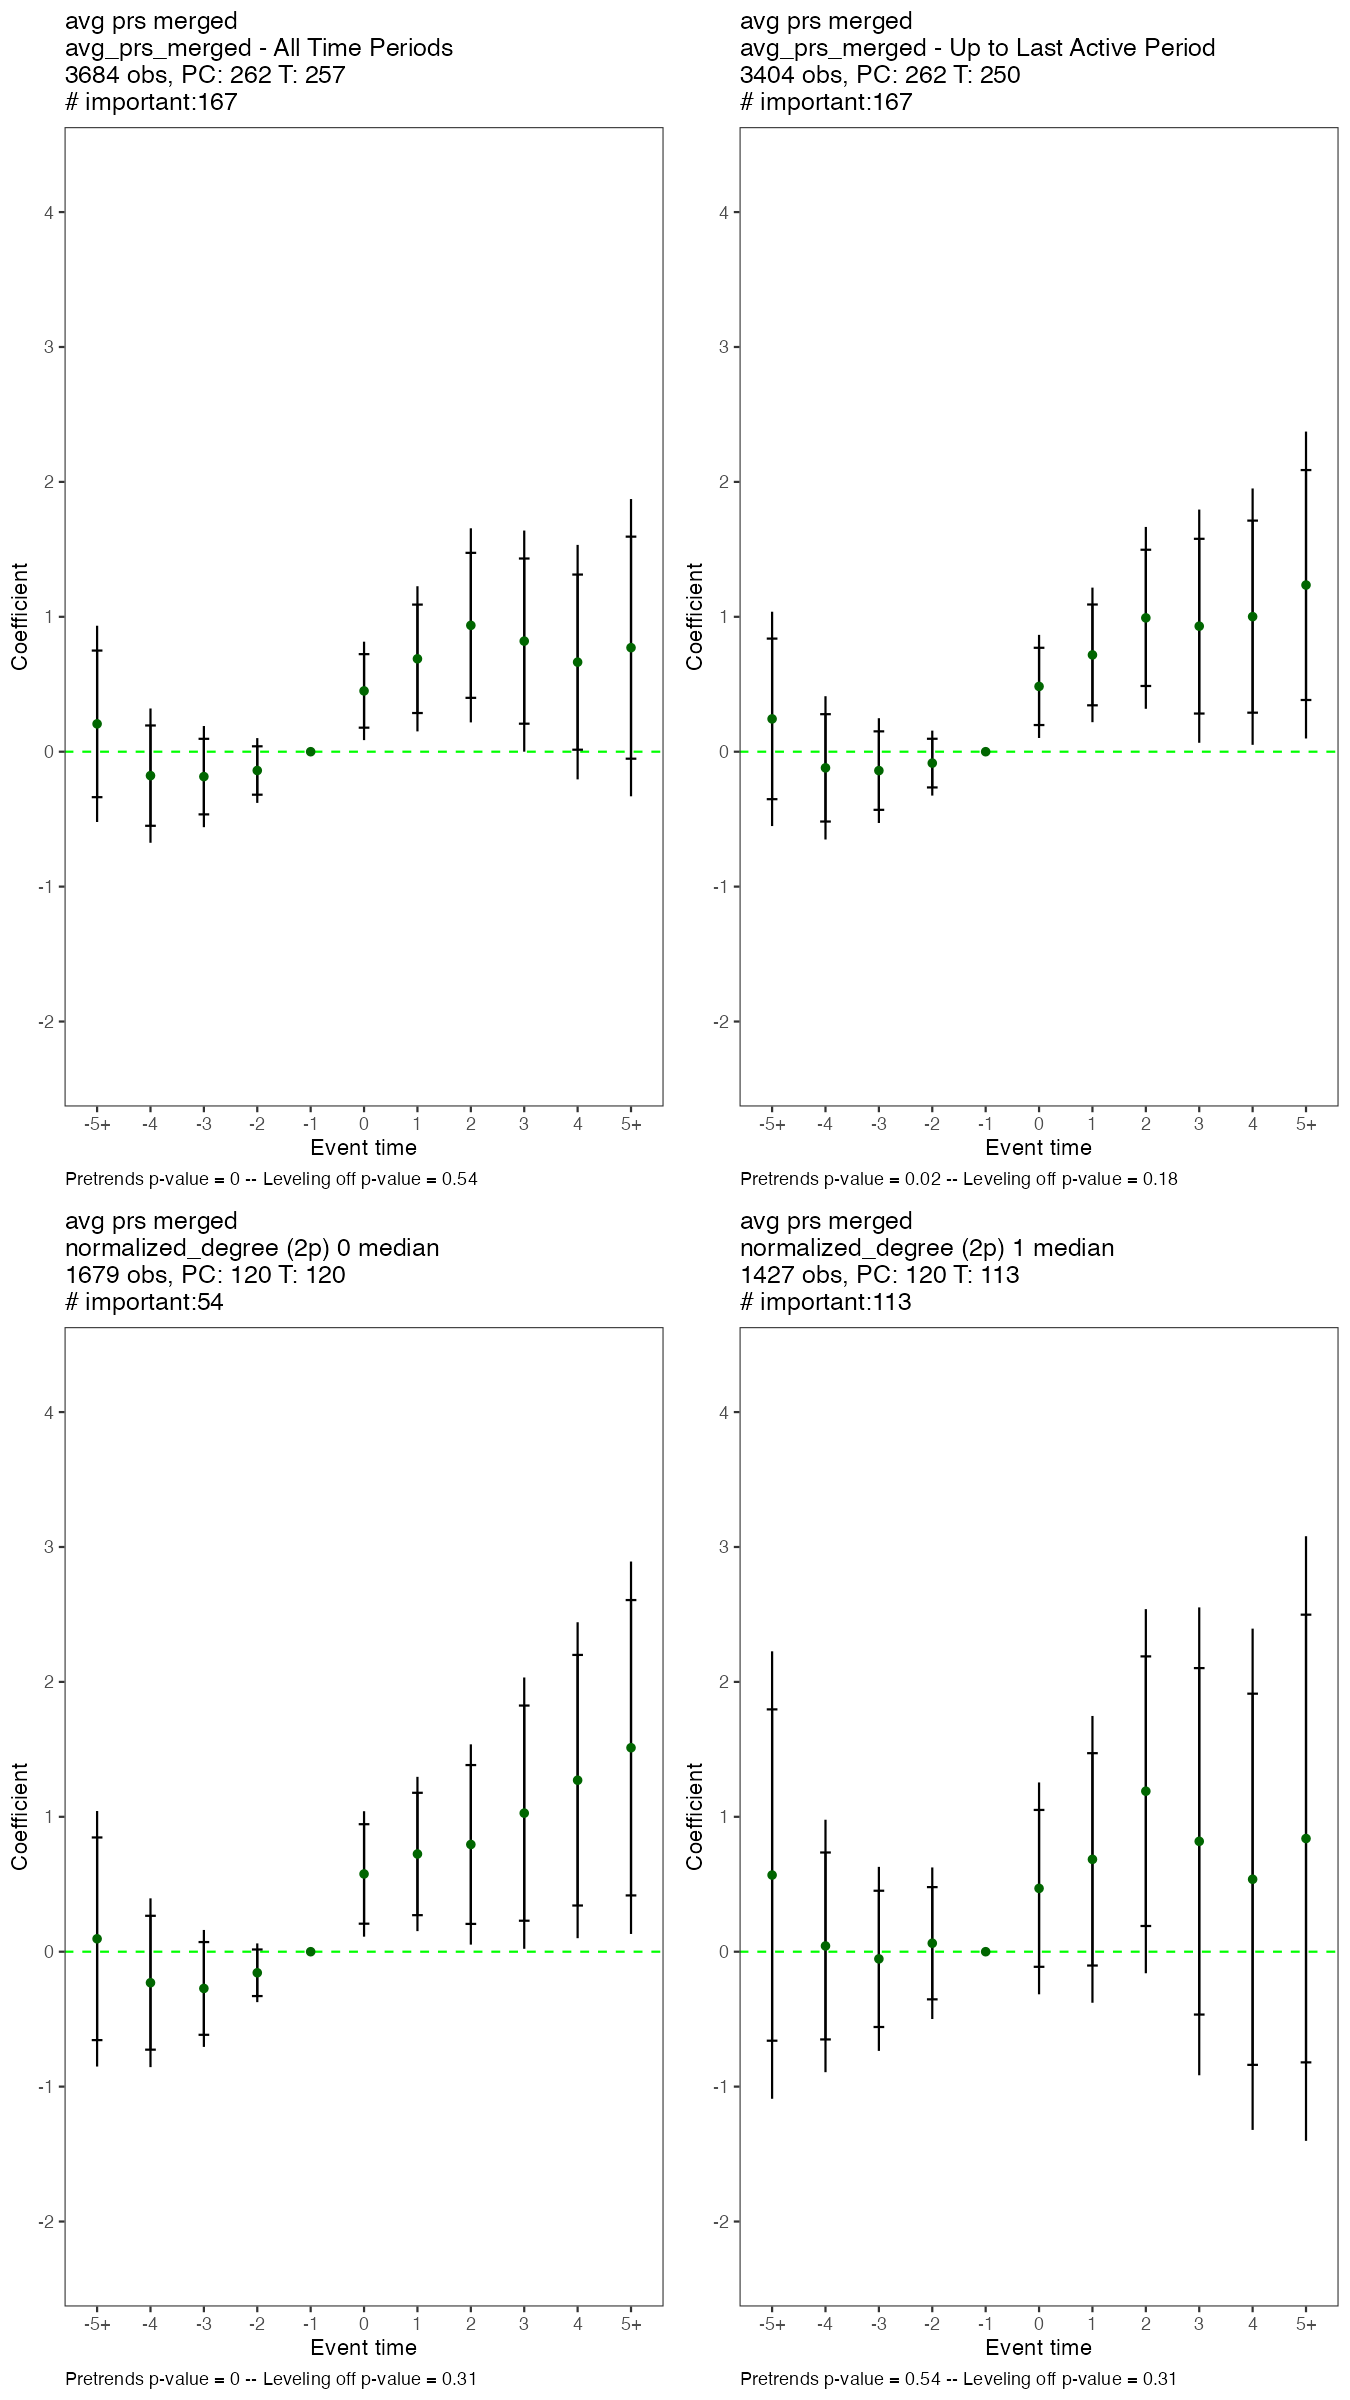 avg prs merged
avg_prs_merged - All Time Periods
3684 obs, PC: 262 T: 257
# important:167
4
3
2
1
0
-1
-2
Coefficient
-5+ -4 -3 -2 -1 0 1 2 3 4 5+
Event time
Pretrends p-value = 0 -- Leveling off p-value = 0.54
avg prs merged
avg_prs_merged - Up to Last Active Period
3404 obs, PC: 262 T: 250
# important:167
4
3
2
1
0
-1
-2
Coefficient
-5+ -4 -3 -2 -1 0 1 2 3 4 5+
Event time
Pretrends p-value = 0.02 -- Leveling off p-value = 0.18
avg prs merged
normalized_degree (2p) 0 median
1679 obs, PC: 120 T: 120
# important:54
4
3
2
1
0
-1
-2
Coefficient
-5+ -4 -3 -2 -1 0 1 2 3 4 5+
Event time
Pretrends p-value = 0 -- Leveling off p-value = 0.31
avg prs merged
normalized_degree (2p) 1 median
1427 obs, PC: 120 T: 113
# important:113
4
3
2
1
0
-1
-2
Coefficient
-5+ -4 -3 -2 -1 0 1 2 3 4 5+
Event time
Pretrends p-value = 0.54 -- Leveling off p-value = 0.31